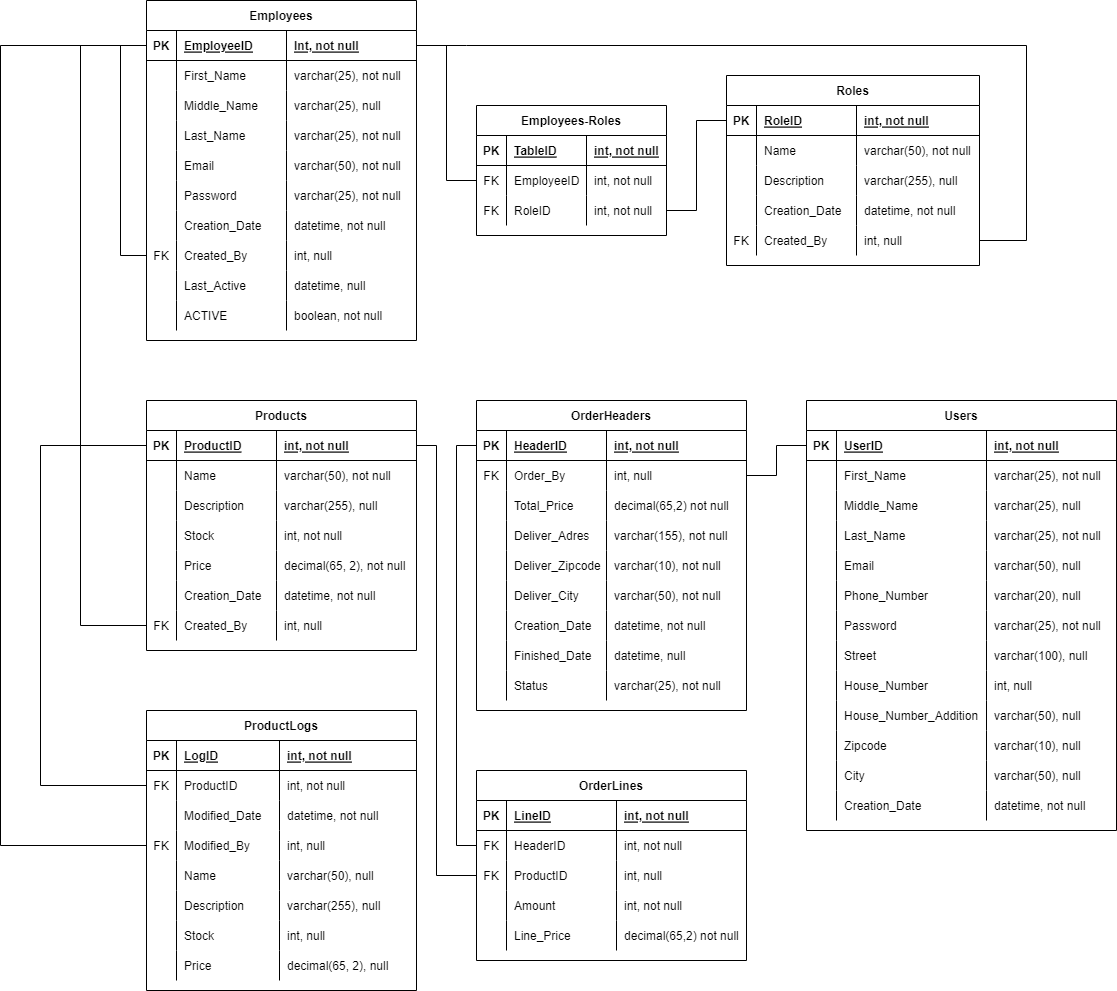 Employees
PK EmployeeID Int, not null
First_Name varchar(25), not null
Middle_Name varchar(25), null
Last_Name varchar(25), not null
Email varchar(50), not null
Password varchar(25), not null
Creation_Date datetime, not null
FK Created_By int, null
Last_Active datetime, null
ACTIVE boolean, not null
Employees-Roles
PK TableID int, not null
FK EmployeeID int, not null
FK RoleID int, not null
Roles
PK RoleID int, not null
Name varchar(50), not null
Description varchar(255), null
Creation_Date datetime, not null
FK Created_By int, null
Products
PK ProductID int, not null
Name varchar(50), not null
Description varchar(255), null
Stock int, not null
Price decimal(65, 2), not null
Creation_Date datetime, not null
FK Created_By int, null
OrderHeaders
PK HeaderID int, not null
FK Order_By int, null
Total_Price decimal(65,2) not null
Deliver_Adres varchar(155), not null
Deliver_Zipcode varchar(10), not null
Deliver_City varchar(50), not null
Creation_Date datetime, not null
Finished_Date datetime, null
Status varchar(25), not null
Users
PK UserID int, not null
First_Name varchar(25), not null
Middle_Name varchar(25), null
Last_Name varchar(25), not null
Email varchar(50), null
Phone_Number varchar(20), null
Password varchar(25), not null
Street varchar(100), null
House_Number int, null
House_Number_Addition varchar(50), null
Zipcode varchar(10), null
City varchar(50), null
Creation_Date datetime, not null
ProductLogs
PK LogID int, not null
FK ProductID int, not null
Modified_Date datetime, not null
FK Modified_By int, null
Name varchar(50), null
Description varchar(255), null
Stock int, null
Price decimal(65, 2), null
OrderLines
PK LineID int, not null
FK HeaderID int, not null
FK ProductID int, null
Amount int, not null
Line_Price decimal(65,2) not null